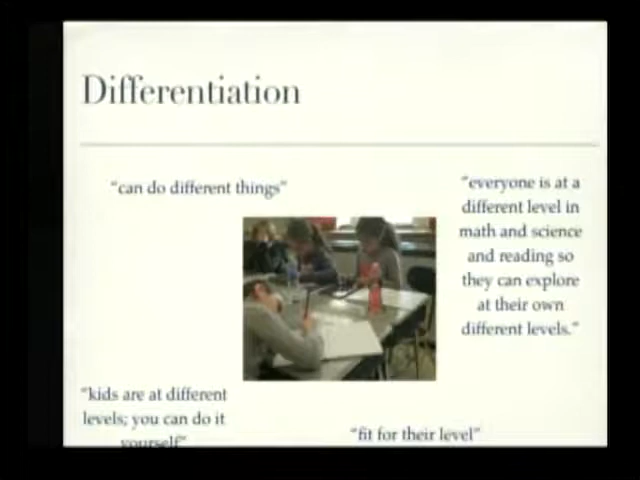 Differentiation
“can do different things”
“everyone is at a
different level in
math and science
and reading so
they can explore
at their own
different levels.”
“kids are at different
levels; you can do it
yourself”
“fit for their level”